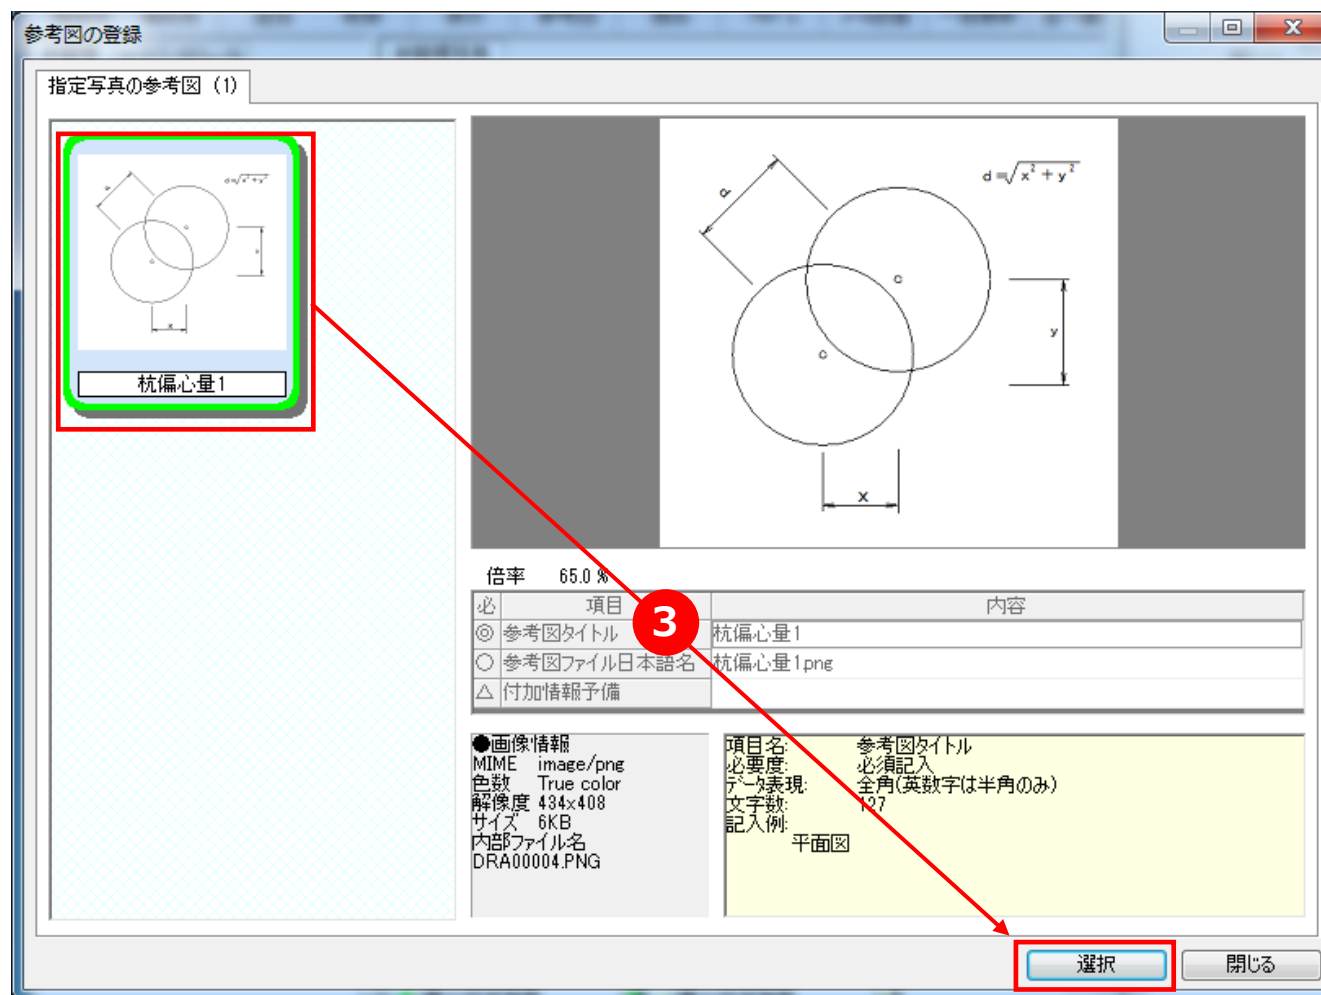 参考図の登録
指定写真の参考図 (1)
d=√x²+y²
杭偏心量1
d
d=√x²+y²
y
x
倍率 65.0 %
必 項目 内容
◎ 参考図タイトル 杭偏心量1
○ 参考図ファイル日本語名 杭偏心量1.png
△ 付加情報予備
3
●画像情報
MIME image/png
色数 True color
解像度 434x408
サイズ 6KB
内部ファイル名
DRA00004.PNG
項目名: 参考図タイトル
必要度: 必須記入
データ表現: 全角(英数字は半角のみ)
文字数: 127
記入例:
平面図
選択 閉じる